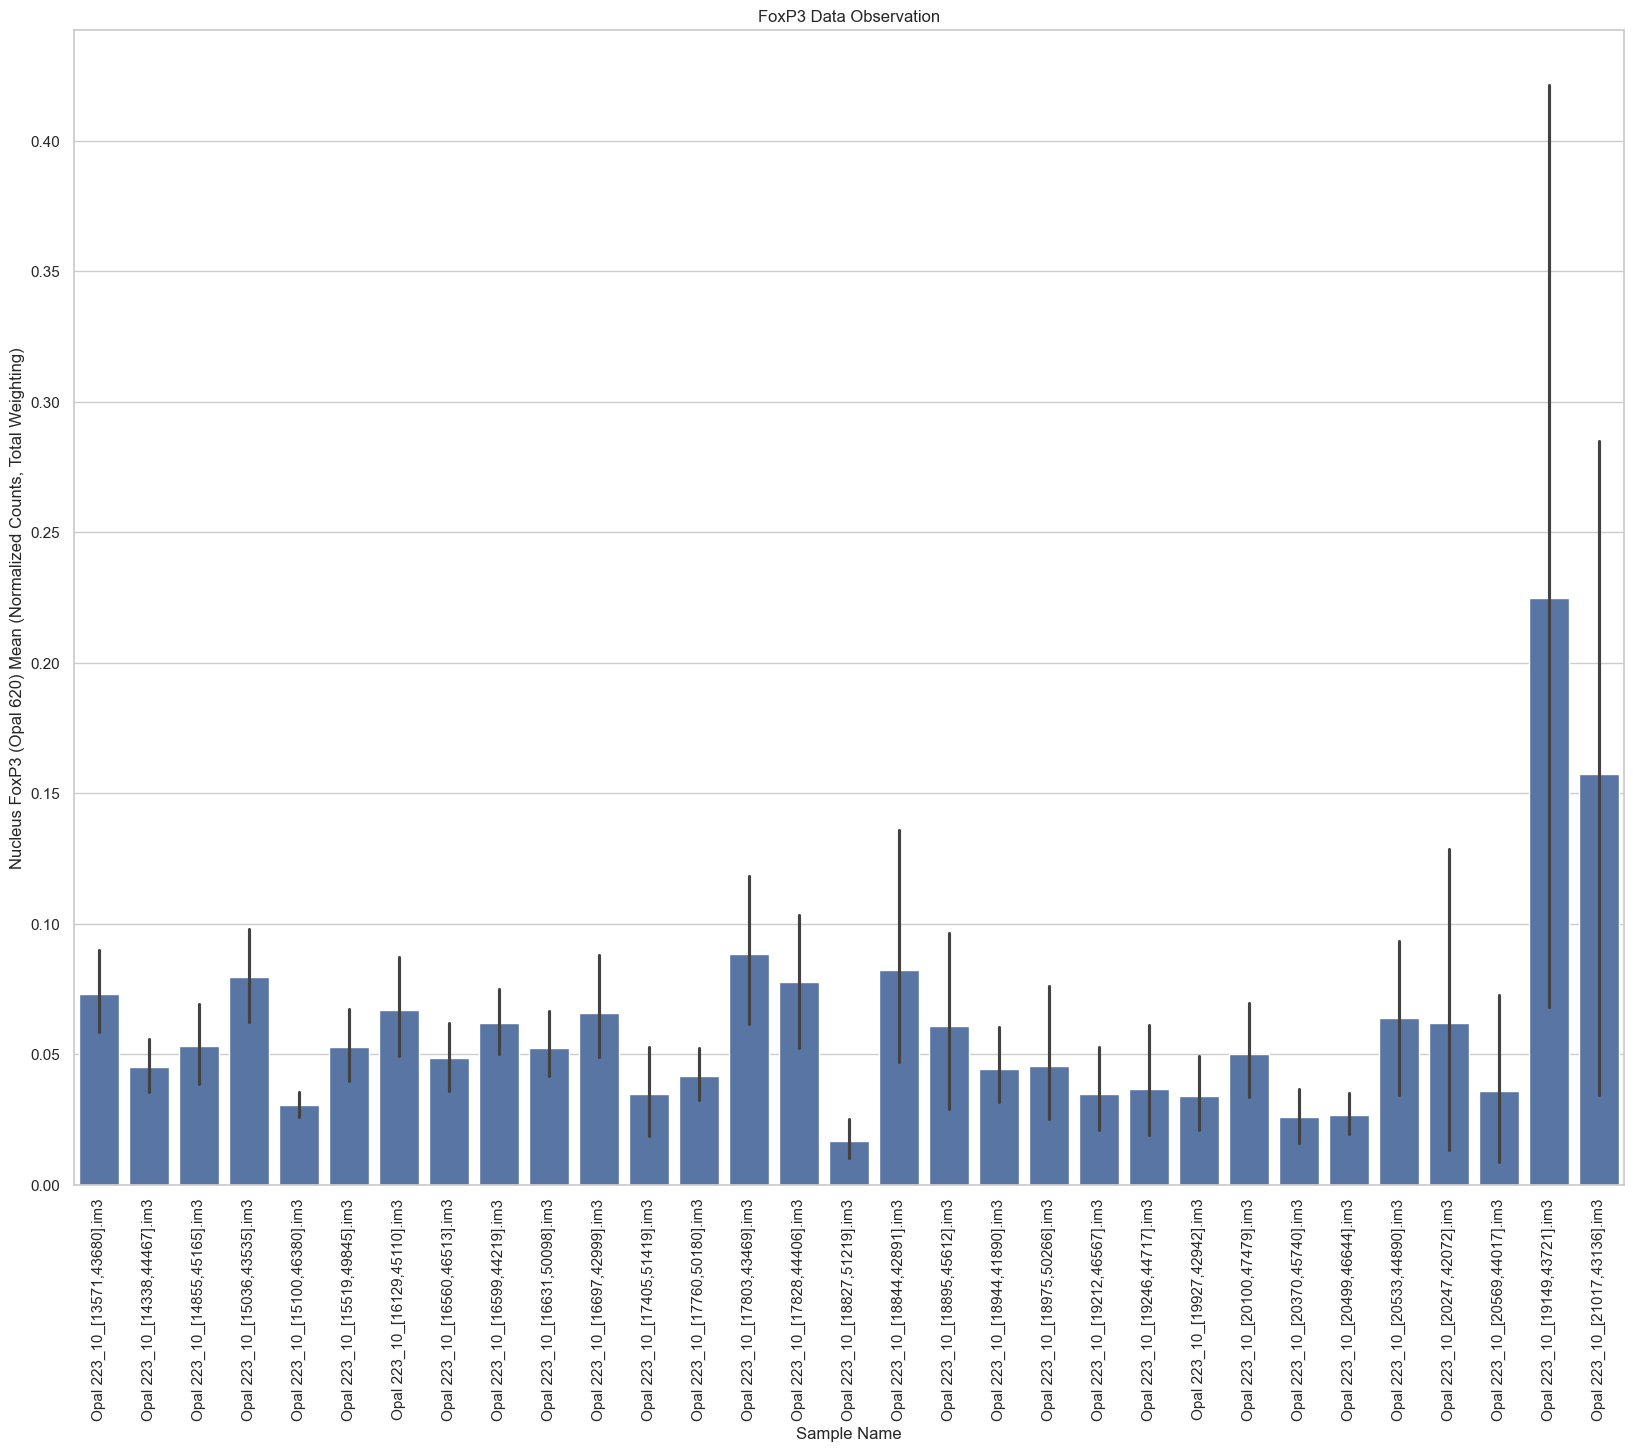 FoxP3 Data Observation
Nucleus FoxP3 (Opal 620) Mean (Normalized Counts, Total Weighting)
0.40
0.35
0.30
0.25
0.20
0.15
0.10
0.05
0.00
Opal 223_10_[13571,43680].im3
Opal 223_10_[14338,44467].im3
Opal 223_10_[14855,45165].im3
Opal 223_10_[15036,43535].im3
Opal 223_10_[15100,46380].im3
Opal 223_10_[15519,49845].im3
Opal 223_10_[16129,45110].im3
Opal 223_10_[16560,46513].im3
Opal 223_10_[16599,44219].im3
Opal 223_10_[16631,50098].im3
Opal 223_10_[16697,42999].im3
Opal 223_10_[17405,51419].im3
Opal 223_10_[17760,50180].im3
Opal 223_10_[17803,43469].im3
Opal 223_10_[17828,44406].im3
Opal 223_10_[18827,51219].im3
Opal 223_10_[18844,42891].im3
Opal 223_10_[18895,45612].im3
Opal 223_10_[18944,41890].im3
Opal 223_10_[18975,50266].im3
Opal 223_10_[19212,46567].im3
Opal 223_10_[19246,44717].im3
Opal 223_10_[19927,42942].im3
Opal 223_10_[20100,47479].im3
Opal 223_10_[20370,45740].im3
Opal 223_10_[20499,46644].im3
Opal 223_10_[20533,44890].im3
Opal 223_10_[20247,42072].im3
Opal 223_10_[20569,44017].im3
Opal 223_10_[19149,43721].im3
Opal 223_10_[21017,43136].im3
Sample Name